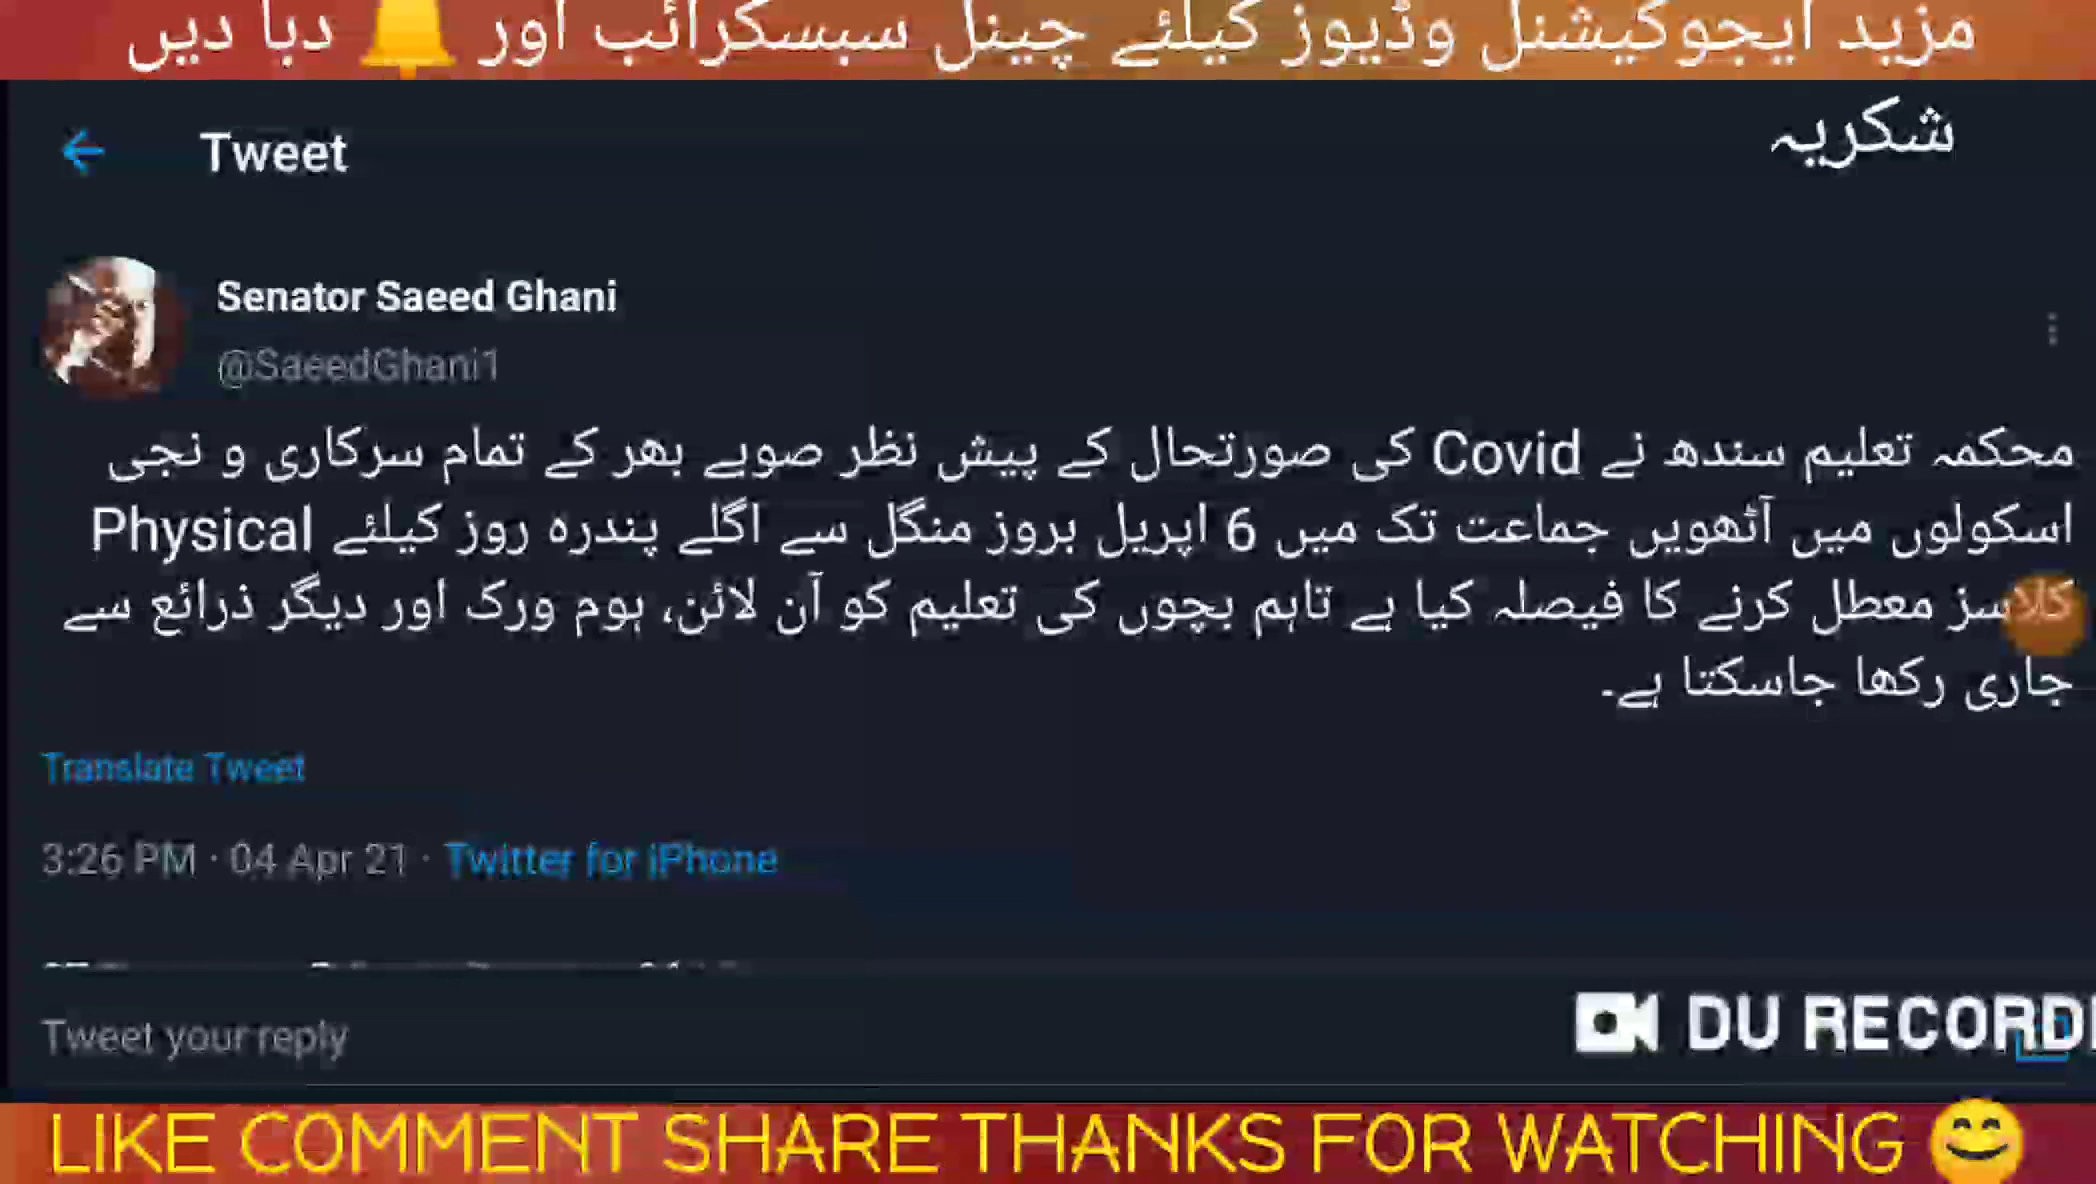 مزید ایجوکیشنل وڈیوز کیلئے چینل سبسکرائب اور 🔔 دبا دیں
شکریہ
Tweet
Senator Saeed Ghani
@SaeedGhani1
محکمہ تعلیم سندھ نے Covid کی صورتحال کے پیش نظر صوبے بھر کے تمام سرکاری و نجی
اسکولوں میں آٹھویں جماعت تک میں 6 اپریل بروز منگل سے اگلے پندرہ روز کیلئے Physical
کلاسز معطل کرنے کا فیصلہ کیا ہے تاہم بچوں کی تعلیم کو آن لائن، ہوم ورک اور دیگر ذرائع سے
جاری رکھا جاسکتا ہے۔
Translate Tweet
3:26 PM · 04 Apr 21 · Twitter for iPhone
Tweet your reply
DU RECORD
LIKE COMMENT SHARE THANKS FOR WATCHING 😊